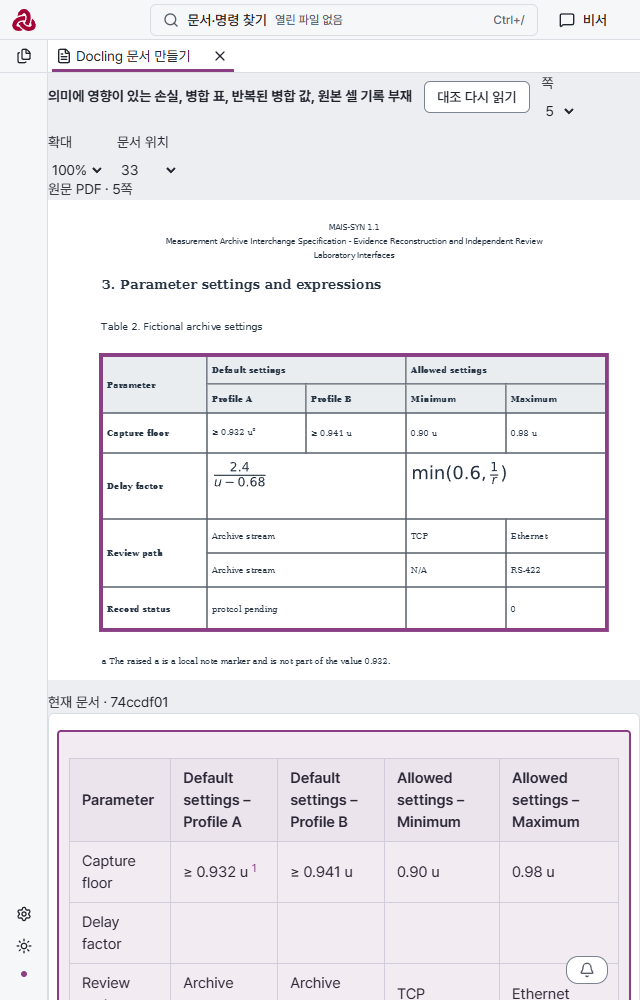 문서·명령 찾기 열린 파일 없음 Ctrl+/
비서
Docling 문서 만들기
의미에 영향이 있는 손실, 병합 표, 반복된 병합 값, 원본 셀 기록 부재
대조 다시 읽기
쪽
5
확대 문서 위치
100% 33
원문 PDF · 5쪽
MAIS-SYN 1.1
Measurement Archive Interchange Specification - Evidence Reconstruction and Independent Review
Laboratory Interfaces
3. Parameter settings and expressions
Table 2. Fictional archive settings
Parameter Default settings Allowed settings
Profile A Profile B Minimum Maximum
Capture floor ≥ 0.932 uª ≥ 0.941 u 0.90 u 0.98 u
Delay factor 2.4 / u − 0.68 min(0.6, 1/r)
Review path Archive stream TCP Ethernet
Archive stream N/A RS-422
Record status protcol pending 0
a The raised a is a local note marker and is not part of the value 0.932.
현재 문서 · 74ccdf01
Parameter Default settings – Profile A Default settings – Profile B Allowed settings – Minimum Allowed settings – Maximum
Capture floor ≥ 0.932 u 1 ≥ 0.941 u 0.90 u 0.98 u
Delay factor
Review Archive Archive TCP Ethernet